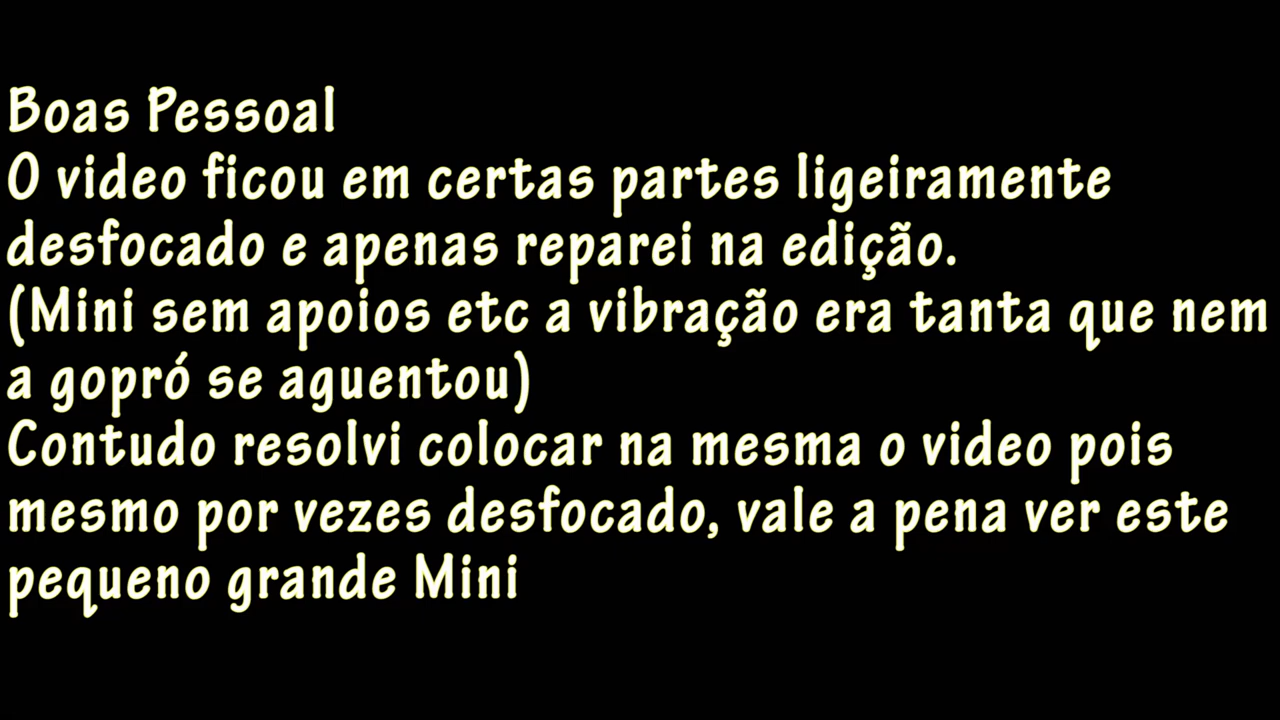 Boas Pessoal
O video ficou em certas partes ligeiramente
desfocado e apenas reparei na edição.
(Mini sem apoios etc a vibração era tanta que nem
a gopró se aguentou)
Contudo resolvi colocar na mesma o video pois
mesmo por vezes desfocado, vale a pena ver este
pequeno grande Mini